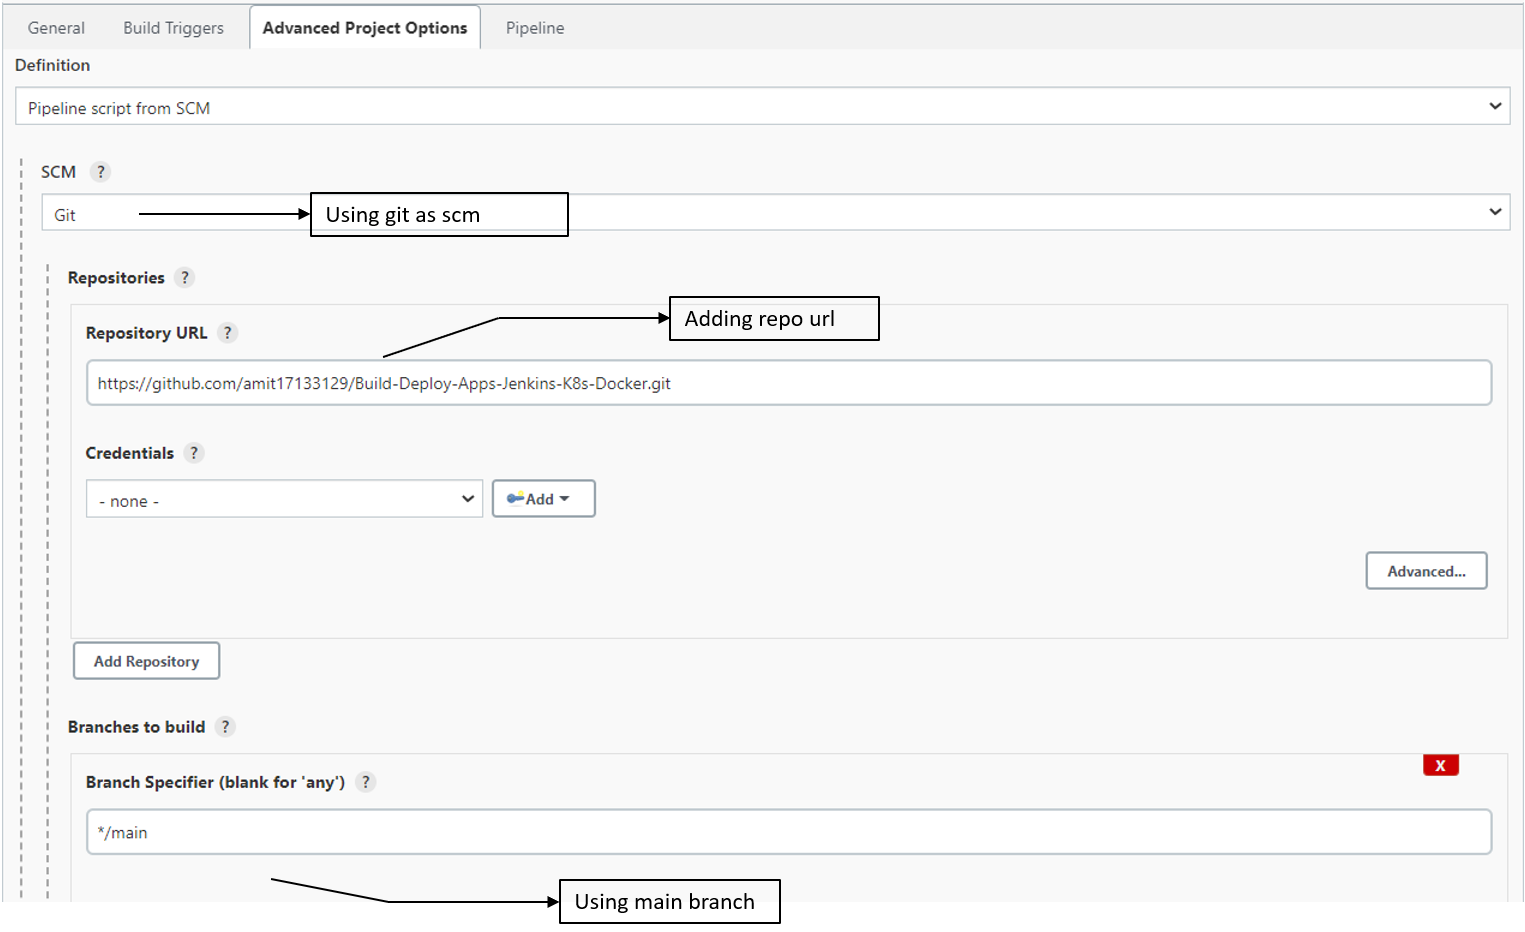 General Build Triggers Advanced Project Options Pipeline
Definition
Pipeline script from SCM
SCM ?
Git
Using git as scm
Repositories ?
Adding repo url
Repository URL ?
https://github.com/amit17133129/Build-Deploy-Apps-Jenkins-K8s-Docker.git
Credentials ?
- none -
Add
Advanced...
Add Repository
Branches to build ?
X
Branch Specifier (blank for 'any') ?
*/main
Using main branch